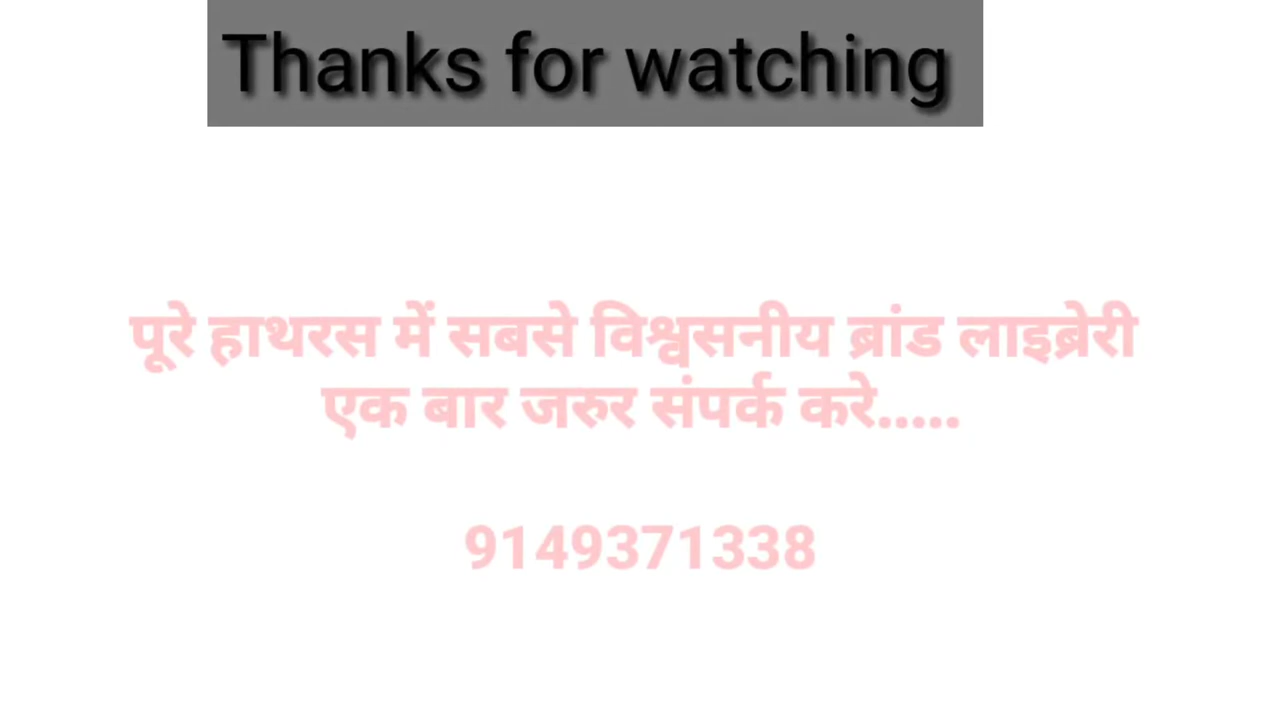 Thanks for watching
पूरे हाथरस में सबसे विश्वसनीय ब्रांड लाइब्रेरी
एक बार जरुर संपर्क करे.....
9149371338